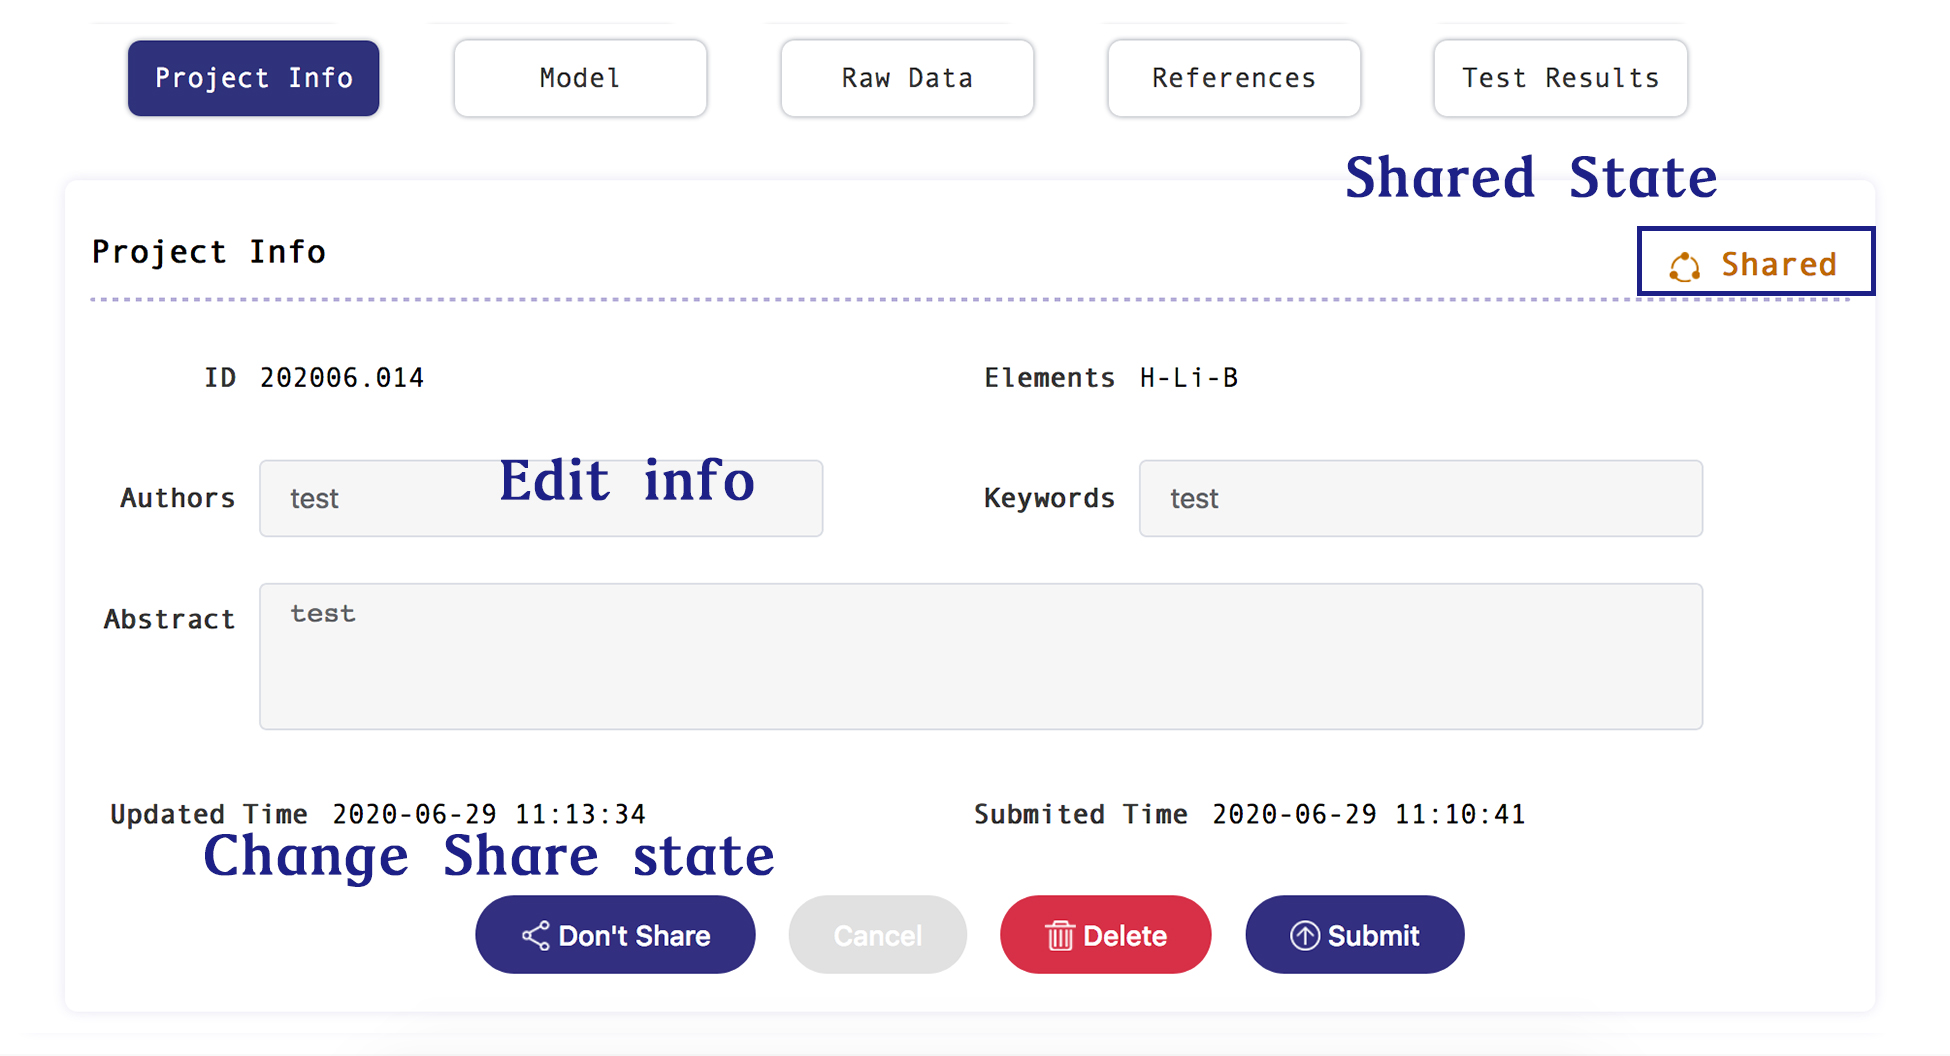 Project Info Model Raw Data References Test Results
Shared State
Project Info Shared
ID 202006.014 Elements H-Li-B
Edit info
Authors test Keywords test
Abstract test
Updated Time 2020-06-29 11:13:34 Submited Time 2020-06-29 11:10:41
Change Share state
Don't Share Cancel Delete Submit